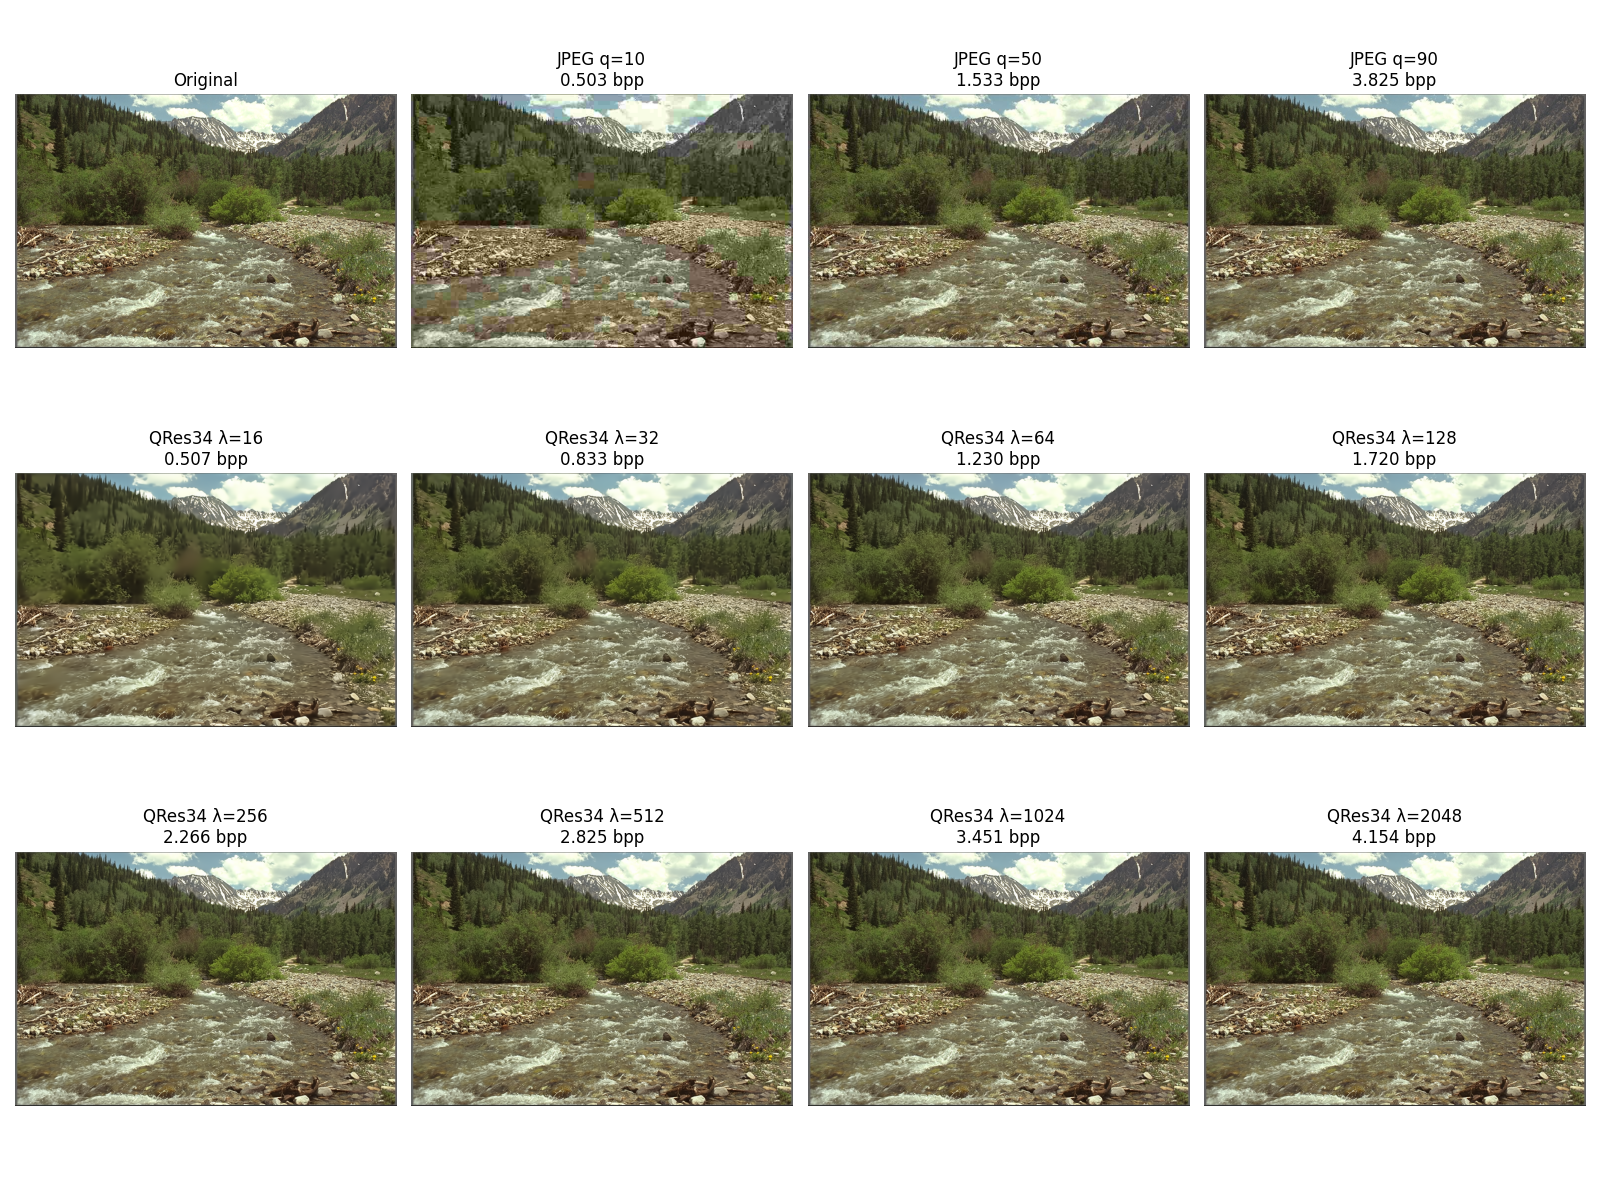 Original
JPEG q=10
0.503 bpp
JPEG q=50
1.533 bpp
JPEG q=90
3.825 bpp
QRes34 λ=16
0.507 bpp
QRes34 λ=32
0.833 bpp
QRes34 λ=64
1.230 bpp
QRes34 λ=128
1.720 bpp
QRes34 λ=256
2.266 bpp
QRes34 λ=512
2.825 bpp
QRes34 λ=1024
3.451 bpp
QRes34 λ=2048
4.154 bpp